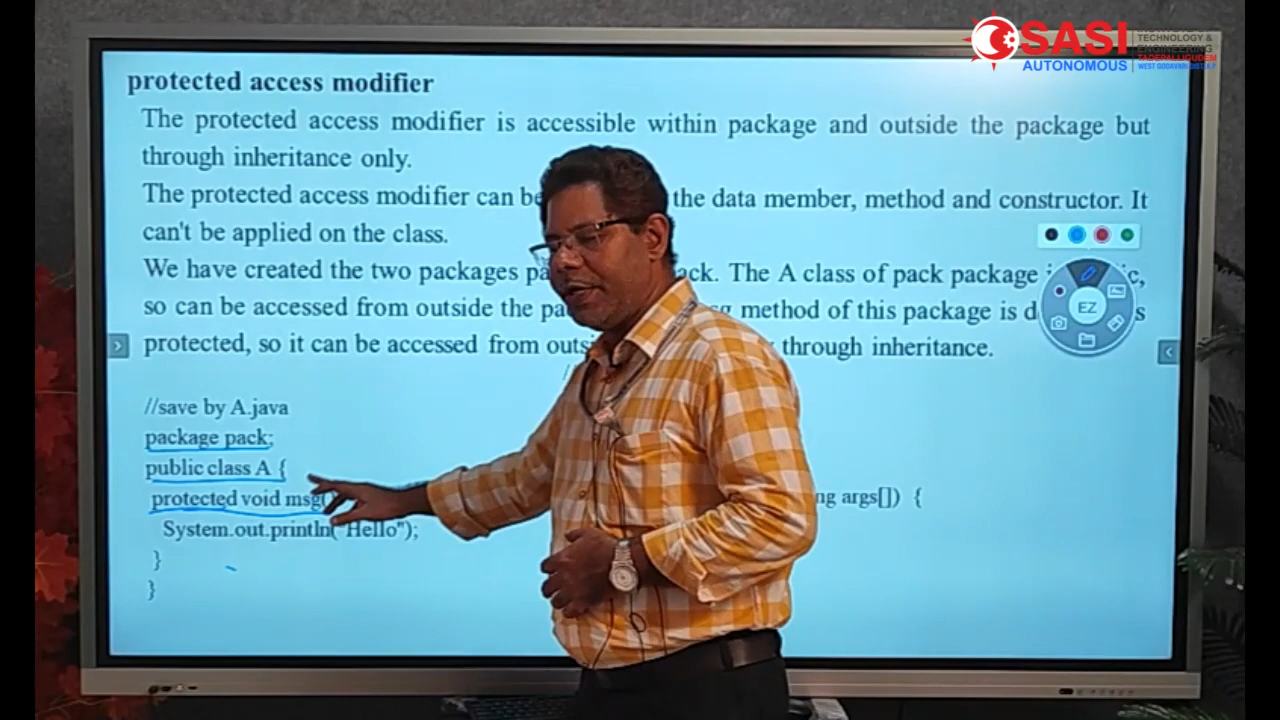 SASI
TECHNOLOGY &
ENGINEERING
TADEPALLIGUDEM
AUTONOMOUS
protected access modifier
The protected access modifier is accessible within package and outside the package but
through inheritance only.
The protected access modifier can be the data member, method and constructor. It
can't be applied on the class.
We have created the two packages ack. The A class of pack package
so can be accessed from outside the method of this package is
protected, so it can be accessed from through inheritance.
EZ
//save by A.java
package pack;
public class A {
protected void msg( args[]) {
System.out.println("Hello");
}
}